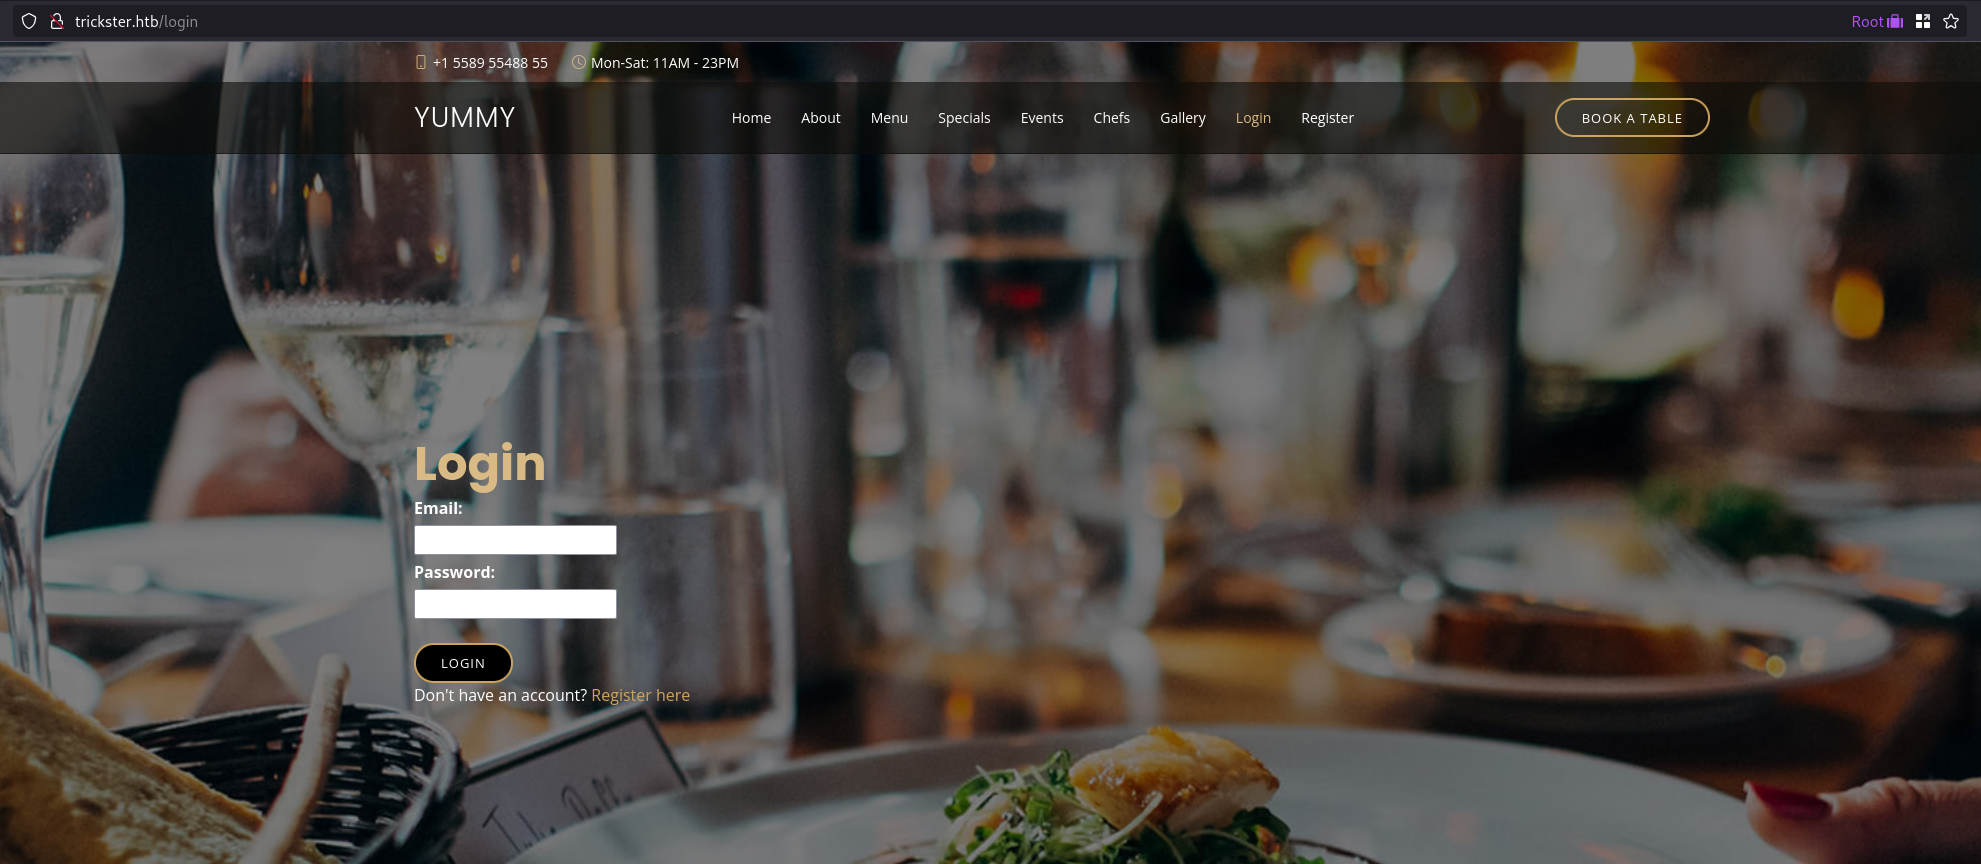 trickster.htb/login
Root
+1 5589 55488 55 Mon-Sat: 11AM - 23PM
YUMMY Home About Menu Specials Events Chefs Gallery Login Register BOOK A TABLE
Login
Email:
Password:
LOGIN
Don't have an account? Register here